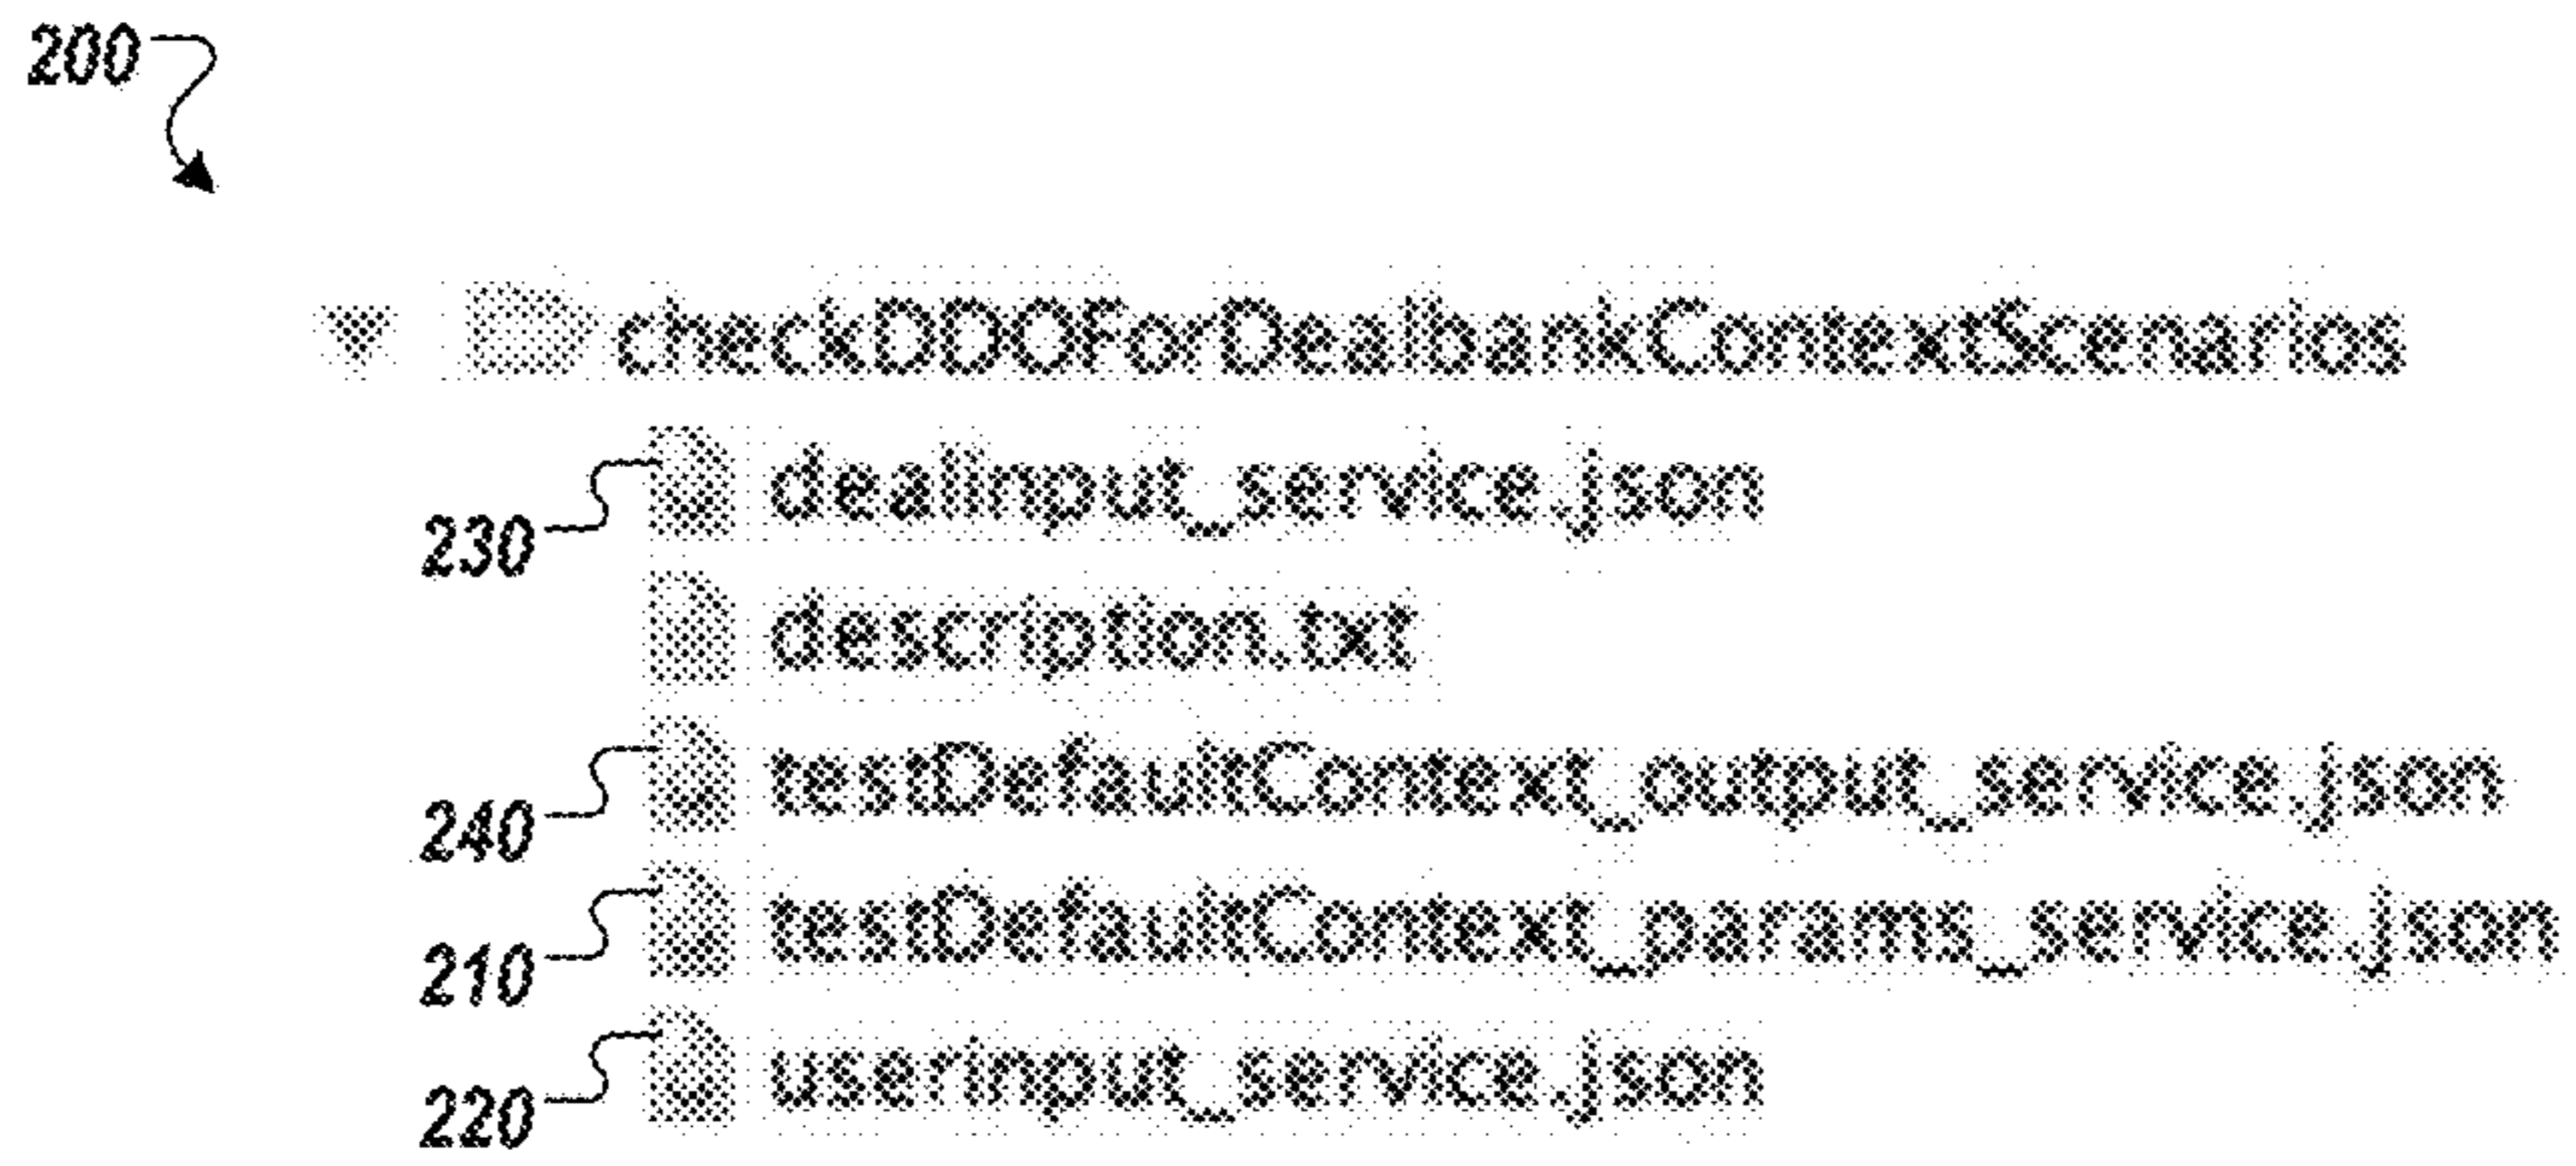 200
checkDDOForDealbankContextScenarios
230 dealinput_service.json
description.txt
240 testDefaultContext_output_service.json
210 testDefaultContext_params_service.json
220 userinput_service.json